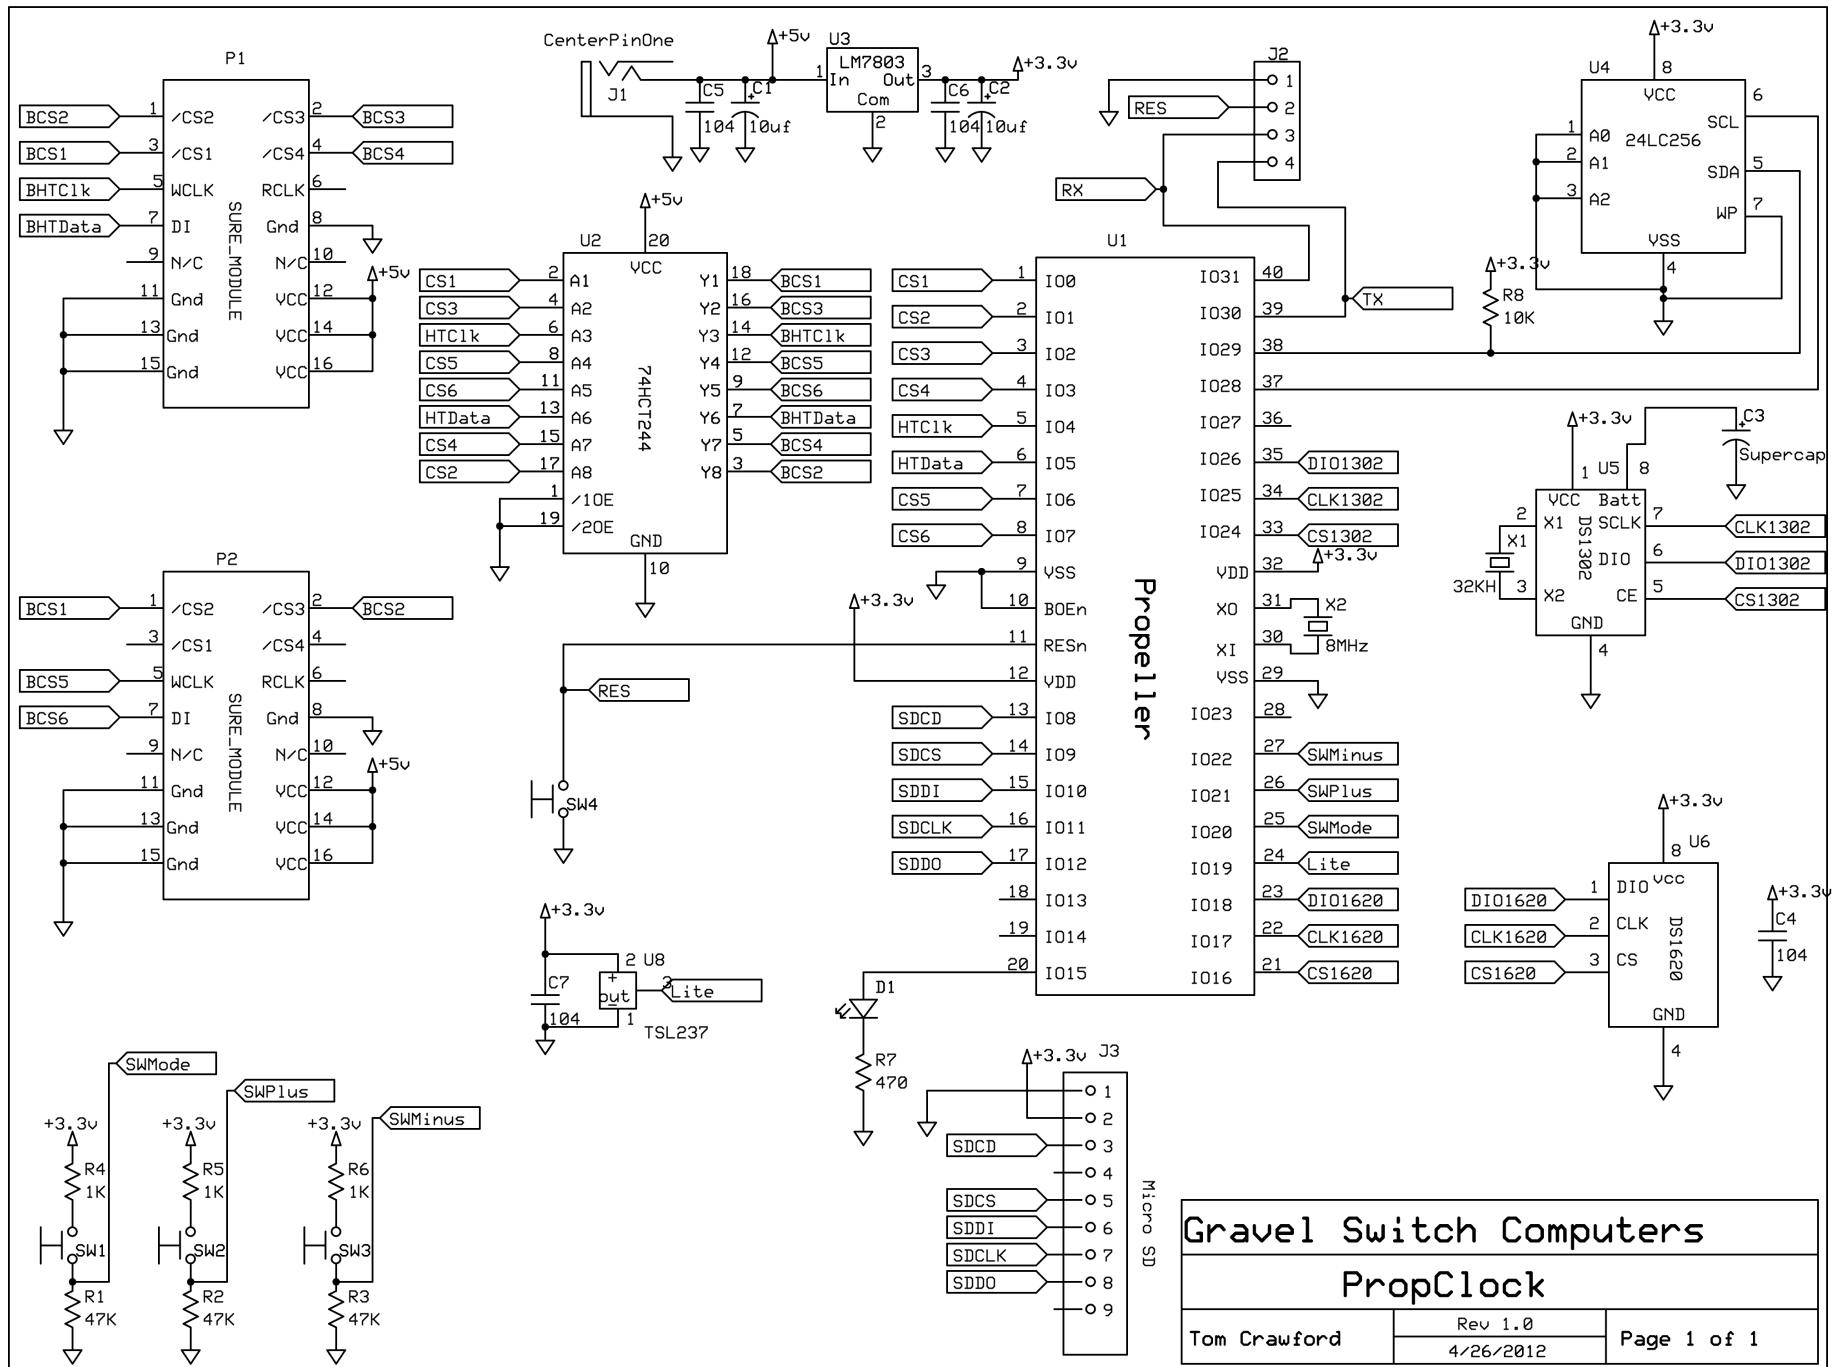 P1
BCS2 1 /CS2 /CS3 2 BCS3
BCS1 3 /CS1 /CS4 4 BCS4
BHTClk 5 WCLK RCLK 6
BHTData 7 DI Gnd 8
9 N/C N/C 10
+5v
11 Gnd VCC 12
13 Gnd VCC 14
15 Gnd VCC 16
SURE_MODULE
P2
BCS1 1 /CS2 /CS3 2 BCS2
3 /CS1 /CS4 4
BCS5 5 WCLK RCLK 6
BCS6 7 DI Gnd 8
9 N/C N/C 10
+5v
11 Gnd VCC 12
13 Gnd VCC 14
15 Gnd VCC 16
SURE_MODULE
CenterPinOne
J1
C5
104
C1
+
10uf
+5v
U3
LM7803
1 In Out 3
Com
2
C6
104
C2
+
10uf
+3.3v
+5v
U2
20
VCC
CS1 2 A1 Y1 18 BCS1
CS3 4 A2 Y2 16 BCS3
HTClk 6 A3 Y3 14 BHTClk
CS5 8 A4 Y4 12 BCS5
CS6 11 A5 Y5 9 BCS6
HTData 13 A6 Y6 7 BHTData
CS4 15 A7 Y7 5 BCS4
CS2 17 A8 Y8 3 BCS2
1 /1OE
19 /2OE
GND
10
74HCT244
J2
1
RES 2
3
4
RX
TX
U1
CS1 1 IO0 IO31 40
CS2 2 IO1 IO30 39
CS3 3 IO2 IO29 38
CS4 4 IO3 IO28 37
HTClk 5 IO4 IO27 36
HTData 6 IO5 IO26 35 DIO1302
CS5 7 IO6 IO25 34 CLK1302
CS6 8 IO7 IO24 33 CS1302
+3.3v
9 VSS VDD 32
10 BOEn XO 31
X2
8MHz
11 RESn XI 30
12 VDD VSS 29
SDCD 13 IO8 IO23 28
SDCS 14 IO9 IO22 27 SWMinus
SDDI 15 IO10 IO21 26 SWPlus
SDCLK 16 IO11 IO20 25 SWMode
SDDO 17 IO12 IO19 24 Lite
18 IO13 IO18 23 DIO1620
19 IO14 IO17 22 CLK1620
20 IO15 IO16 21 CS1620
Propeller
+3.3v
RES
SW4
+3.3v
U4
8
VCC
24LC256
1 A0 SCL 6
2 A1 SDA 5
3 A2 WP 7
VSS
4
+3.3v
R8
10K
+3.3v
C3
+
Supercap
1 U5 8
VCC Batt
2 X1 SCLK 7 CLK1302
DIO 6 DIO1302
3 X2 CE 5 CS1302
GND
4
DS1302
X1
32KH
+3.3v
8 U6
vcc
DIO1620 1 DIO
CLK1620 2 CLK
CS1620 3 CS
GND
4
DS1620
+3.3v
C4
104
+3.3v
C7
104
2 U8
+
out
-
3
Lite
1
TSL237
D1
R7
470
+3.3v J3
1
2
SDCD 3
4
SDCS 5
SDDI 6
SDCLK 7
SDDO 8
9
Micro SD
SWMode
SWPlus
SWMinus
+3.3v +3.3v +3.3v
R4 R5 R6
1K 1K 1K
SW1 SW2 SW3
R1 R2 R3
47K 47K 47K
Gravel Switch Computers
PropClock
Tom Crawford
Rev 1.0
4/26/2012
Page 1 of 1